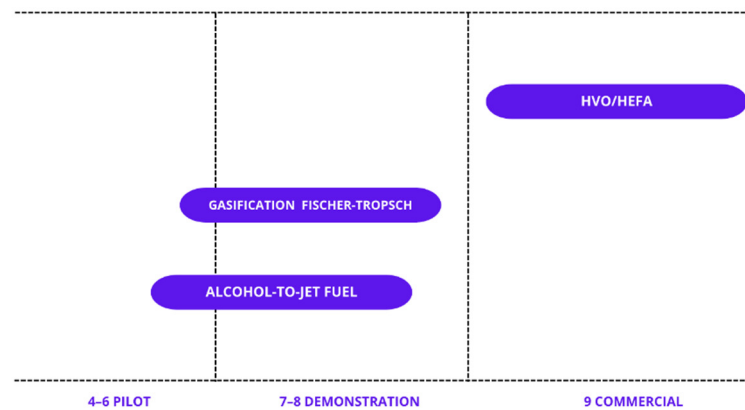 HVO/HEFA
GASIFICATION FISCHER-TROPSCH
ALCOHOL-TO-JET FUEL
4–6 PILOT
7–8 DEMONSTRATION
9 COMMERCIAL